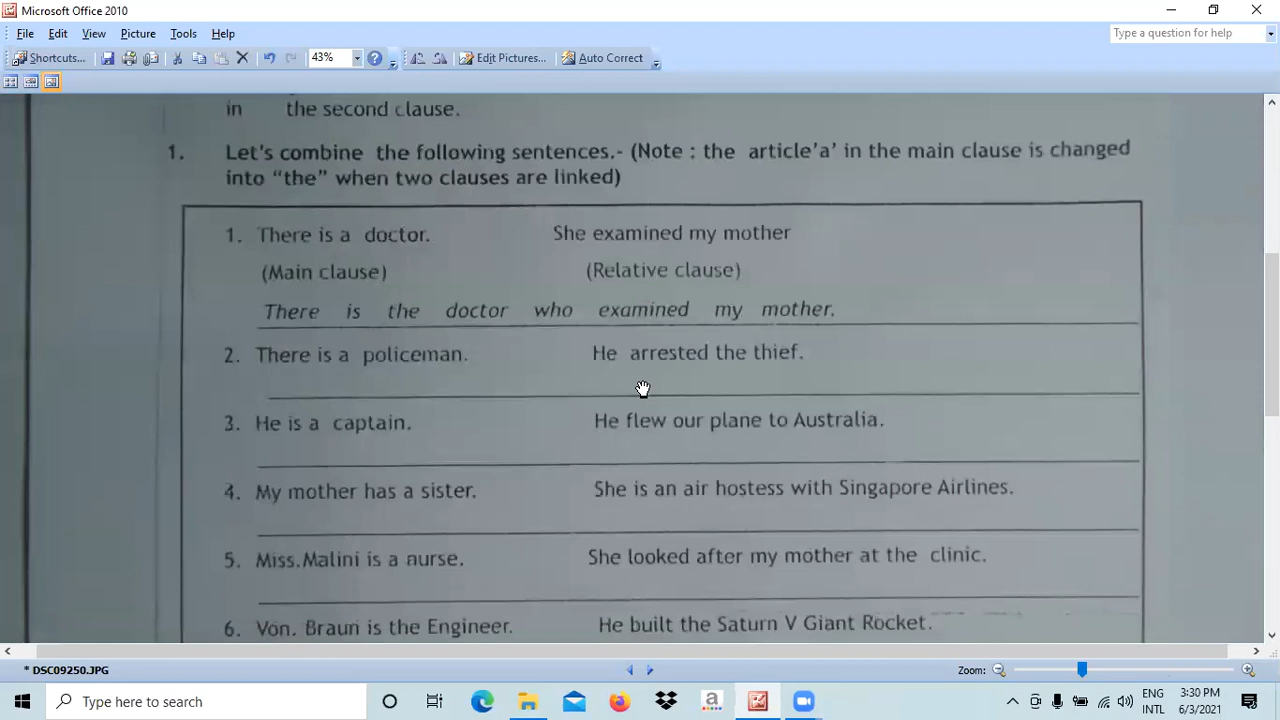 Microsoft Office 2010
File Edit View Picture Tools Help
Type a question for help
Shortcuts... 43% Edit Pictures... Auto Correct
in the second clause.
1. Let's combine the following sentences.- (Note : the article'a' in the main clause is changed
into "the" when two clauses are linked)
1. There is a doctor. She examined my mother
(Main clause) (Relative clause)
There is the doctor who examined my mother.
2. There is a policeman. He arrested the thief.
3. He is a captain. He flew our plane to Australia.
4. My mother has a sister. She is an air hostess with Singapore Airlines.
5. Miss.Malini is a nurse. She looked after my mother at the clinic.
6. Von. Braun is the Engineer. He built the Saturn V Giant Rocket.
* DSC09250.JPG Zoom:
Type here to search
ENG 3:30 PM
INTL 6/3/2021